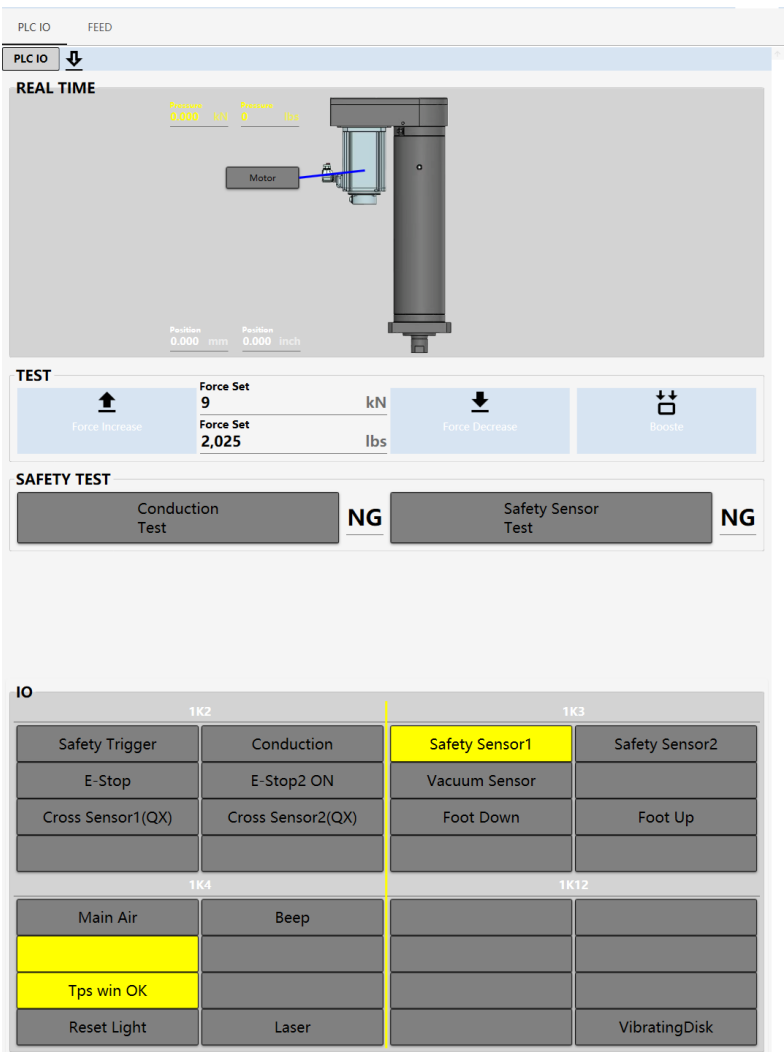 PLC IO FEED
PLC IO
REAL TIME
Pressure Pressure
0.000 kN 0 lbs
Motor
Position Position
0.000 mm 0.000 inch
TEST
Force Increase
Force Set
9 kN
Force Set
2,025 lbs
Force Decrease
Booste
SAFETY TEST
Conduction
Test
NG
Safety Sensor
Test
NG
IO
1K2 1K3
Safety Trigger Conduction Safety Sensor1 Safety Sensor2
E-Stop E-Stop2 ON Vacuum Sensor
Cross Sensor1(QX) Cross Sensor2(QX) Foot Down Foot Up
1K4 1K12
Main Air Beep
Tps win OK
Reset Light Laser VibratingDisk